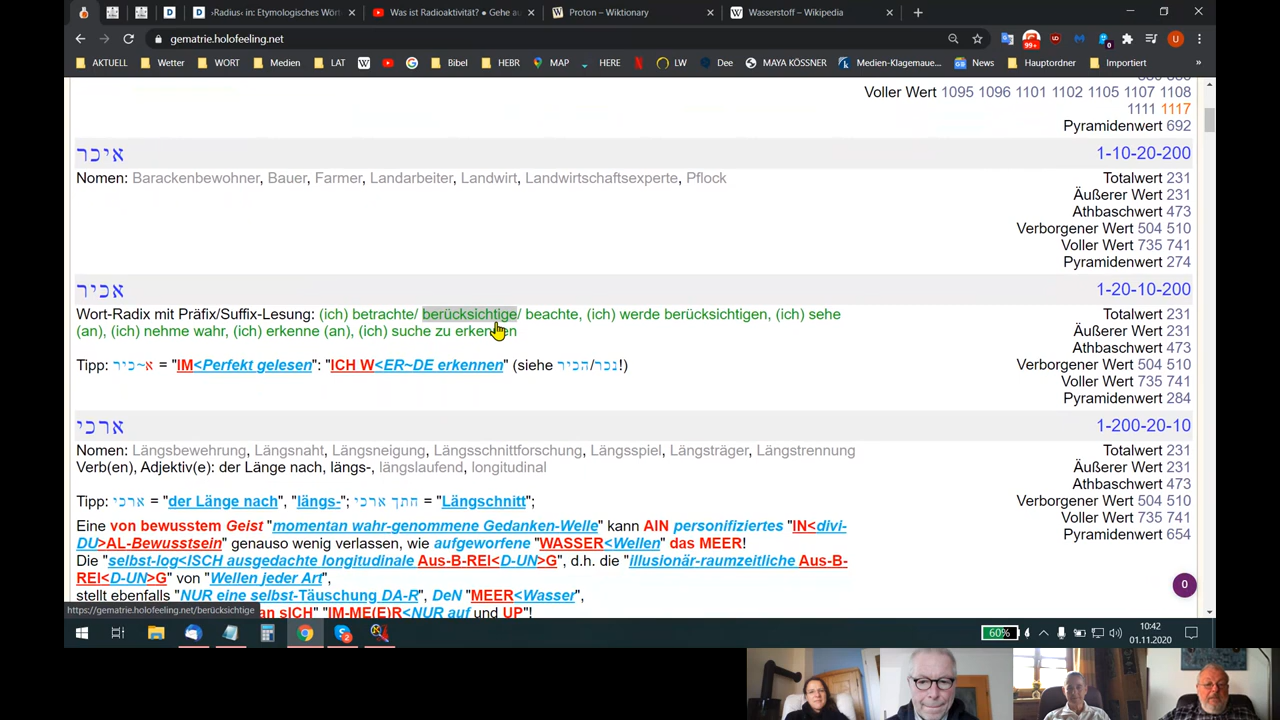 ›Radius‹ in: Etymologisches Wört
Was ist Radioaktivität? ● Gehe au
Proton – Wiktionary
Wasserstoff – Wikipedia
gematrie.holofeeling.net
AKTUELL Wetter WORT Medien LAT Bibel HEBR MAP HERE LW Dee MAYA KÖSSNER Medien-Klagemaue... News Hauptordner Importiert
Voller Wert 1095 1096 1101 1102 1105 1107 1108
1111 1117
Pyramidenwert 692
איכר 1-10-20-200
Nomen: Barackenbewohner, Bauer, Farmer, Landarbeiter, Landwirt, Landwirtschaftsexperte, Pflock
Totalwert 231
Äußerer Wert 231
Athbaschwert 473
Verborgener Wert 504 510
Voller Wert 735 741
Pyramidenwert 274
אכיר 1-20-10-200
Wort-Radix mit Präfix/Suffix-Lesung: (ich) betrachte/ berücksichtige/ beachte, (ich) werde berücksichtigen, (ich) sehe
(an), (ich) nehme wahr, (ich) erkenne (an), (ich) suche zu erkennen
Tipp: א~כיר = "IM<Perfekt gelesen": "ICH W<ER~DE erkennen" (siehe נכר/הכיר!)
Totalwert 231
Äußerer Wert 231
Athbaschwert 473
Verborgener Wert 504 510
Voller Wert 735 741
Pyramidenwert 284
ארכי 1-200-20-10
Nomen: Längsbewehrung, Längsnaht, Längsneigung, Längsschnittforschung, Längsspiel, Längsträger, Längstrennung
Verb(en), Adjektiv(e): der Länge nach, längs-, längslaufend, longitudinal
Tipp: ארכי = "der Länge nach", "längs-"; חתך ארכי = "Längschnitt";
Eine von bewusstem Geist "momentan wahr-genommene Gedanken-Welle" kann AIN personifiziertes "IN<divi-
DU>AL-Bewusstsein" genauso wenig verlassen, wie aufgeworfene "WASSER<Wellen" das MEER!
Die "selbst-log<ISCH ausgedachte longitudinale Aus-B-REI<D-UN>G", d.h. die "illusionär-raumzeitliche Aus-B-
REI<D-UN>G" von "Wellen jeder Art",
stellt ebenfalls "NUR eine selbst-Täuschung DA-R", DeN "MEER<Wasser",
an sICH" "IM-ME(E)R<NUR auf und UP"!
Totalwert 231
Äußerer Wert 231
Athbaschwert 473
Verborgener Wert 504 510
Voller Wert 517 523
Pyramidenwert 654
0
https://gematrie.holofeeling.net/berücksichtige
60%
10:42
01.11.2020